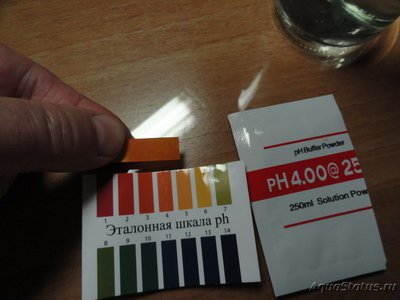 pH Buffer Powder
pH 4.00 @ 25
250ml Solution Pow
1 2 3 4 5 6 7
Эталонная шкала ph
8 9 10 11 12 13 14
AquaStatus.ru